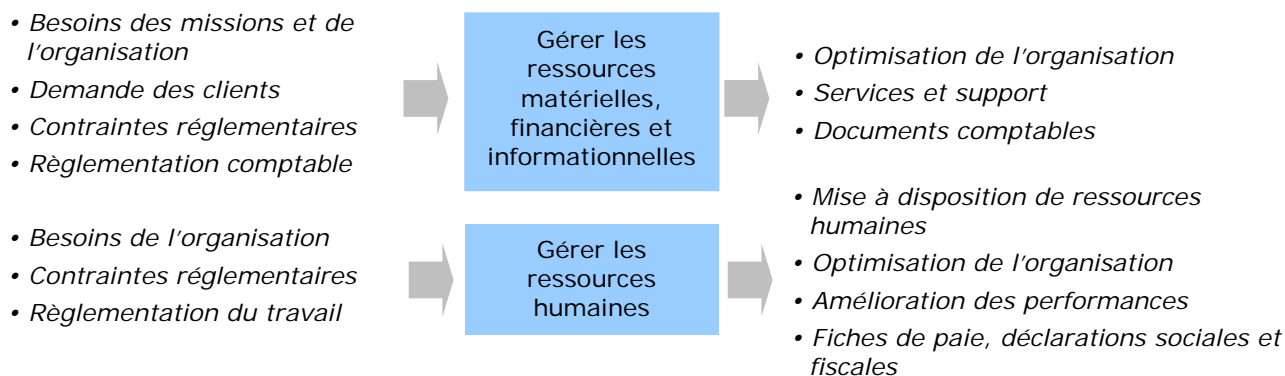 • Besoins des missions et de
l'organisation
• Demande des clients
• Contraintes réglementaires
• Règlementation comptable
Gérer les
ressources
matérielles,
financières et
informationnelles
• Optimisation de l'organisation
• Services et support
• Documents comptables
• Besoins de l'organisation
• Contraintes réglementaires
• Règlementation du travail
Gérer les
ressources
humaines
• Mise à disposition de ressources
humaines
• Optimisation de l'organisation
• Amélioration des performances
• Fiches de paie, déclarations sociales et
fiscales